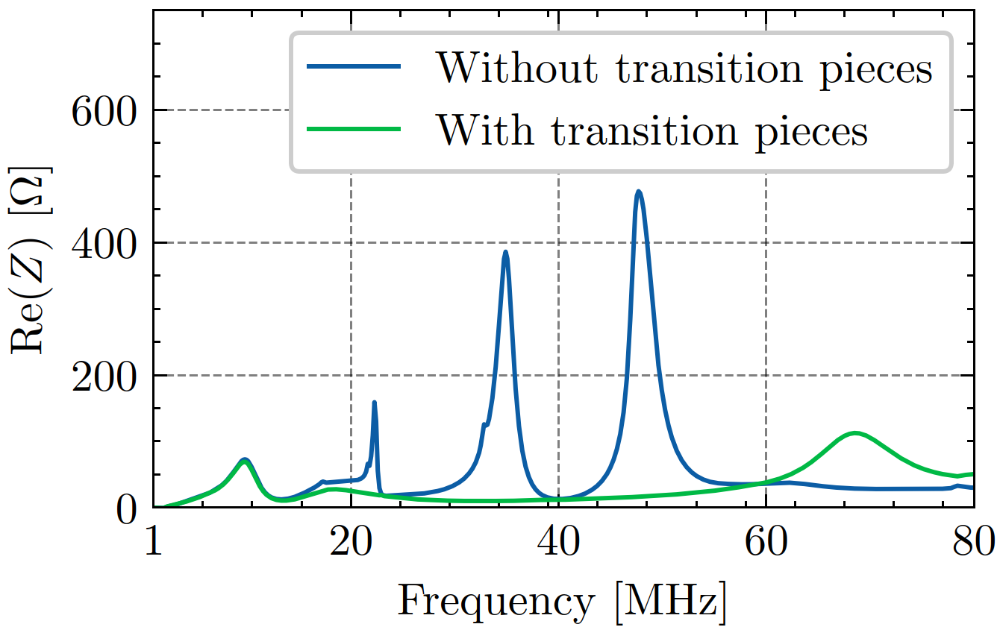 Without transition pieces
With transition pieces
Re(Z) [Ω]
600
400
200
0
1 20 40 60 80
Frequency [MHz]